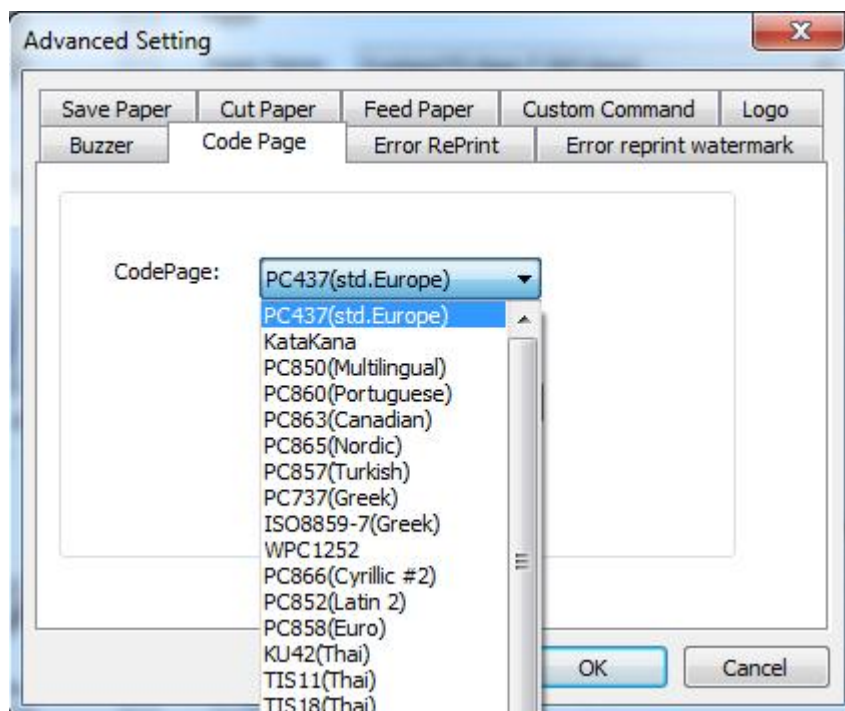 Advanced Setting
Save Paper Cut Paper Feed Paper Custom Command Logo
Buzzer Code Page Error RePrint Error reprint watermark
CodePage: PC437(std.Europe)
PC437(std.Europe)
KataKana
PC850(Multilingual)
PC860(Portuguese)
PC863(Canadian)
PC865(Nordic)
PC857(Turkish)
PC737(Greek)
ISO8859-7(Greek)
WPC1252
PC866(Cyrillic #2)
PC852(Latin 2)
PC858(Euro)
KU42(Thai)
TIS11(Thai)
TIS18(Thai)
OK Cancel